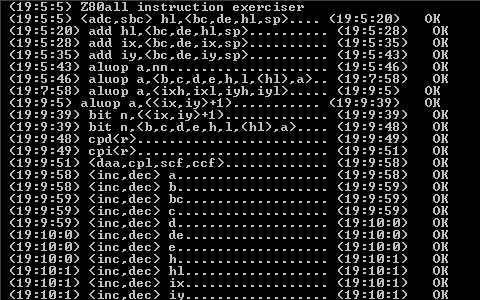 (19:5:5) Z80all instruction exerciser
(19:5:5) <adc,sbc> hl,<bc,de,hl,sp>.... (19:5:20) OK
(19:5:20) add hl,<bc,de,hl,sp>.......... (19:5:28) OK
(19:5:28) add ix,<bc,de,ix,sp>.......... (19:5:35) OK
(19:5:35) add iy,<bc,de,iy,sp>.......... (19:5:43) OK
(19:5:43) aluop a,nn.................... (19:5:46) OK
(19:5:46) aluop a,<b,c,d,e,h,l,(hl),a>.. (19:7:58) OK
(19:7:58) aluop a,<ixh,ixl,iyh,iyl>..... (19:9:5) OK
(19:9:5) aluop a,(<ix,iy>+1)........... (19:9:39) OK
(19:9:39) bit n,(<ix,iy>+1)............. (19:9:39) OK
(19:9:39) bit n,<b,c,d,e,h,l,(hl),a>.... (19:9:48) OK
(19:9:48) cpd<r>........................ (19:9:49) OK
(19:9:49) cpi<r>........................ (19:9:51) OK
(19:9:51) <daa,cpl,scf,ccf>............. (19:9:58) OK
(19:9:58) <inc,dec> a................... (19:9:58) OK
(19:9:58) <inc,dec> b................... (19:9:59) OK
(19:9:59) <inc,dec> bc.................. (19:9:59) OK
(19:9:59) <inc,dec> c................... (19:9:59) OK
(19:9:59) <inc,dec> d................... (19:10:0) OK
(19:10:0) <inc,dec> de.................. (19:10:0) OK
(19:10:0) <inc,dec> e................... (19:10:0) OK
(19:10:0) <inc,dec> h................... (19:10:1) OK
(19:10:1) <inc,dec> hl.................. (19:10:1) OK
(19:10:1) <inc,dec> ix.................. (19:10:1) OK
(19:10:1) <inc,dec> iy.................. (19:10:1) OK